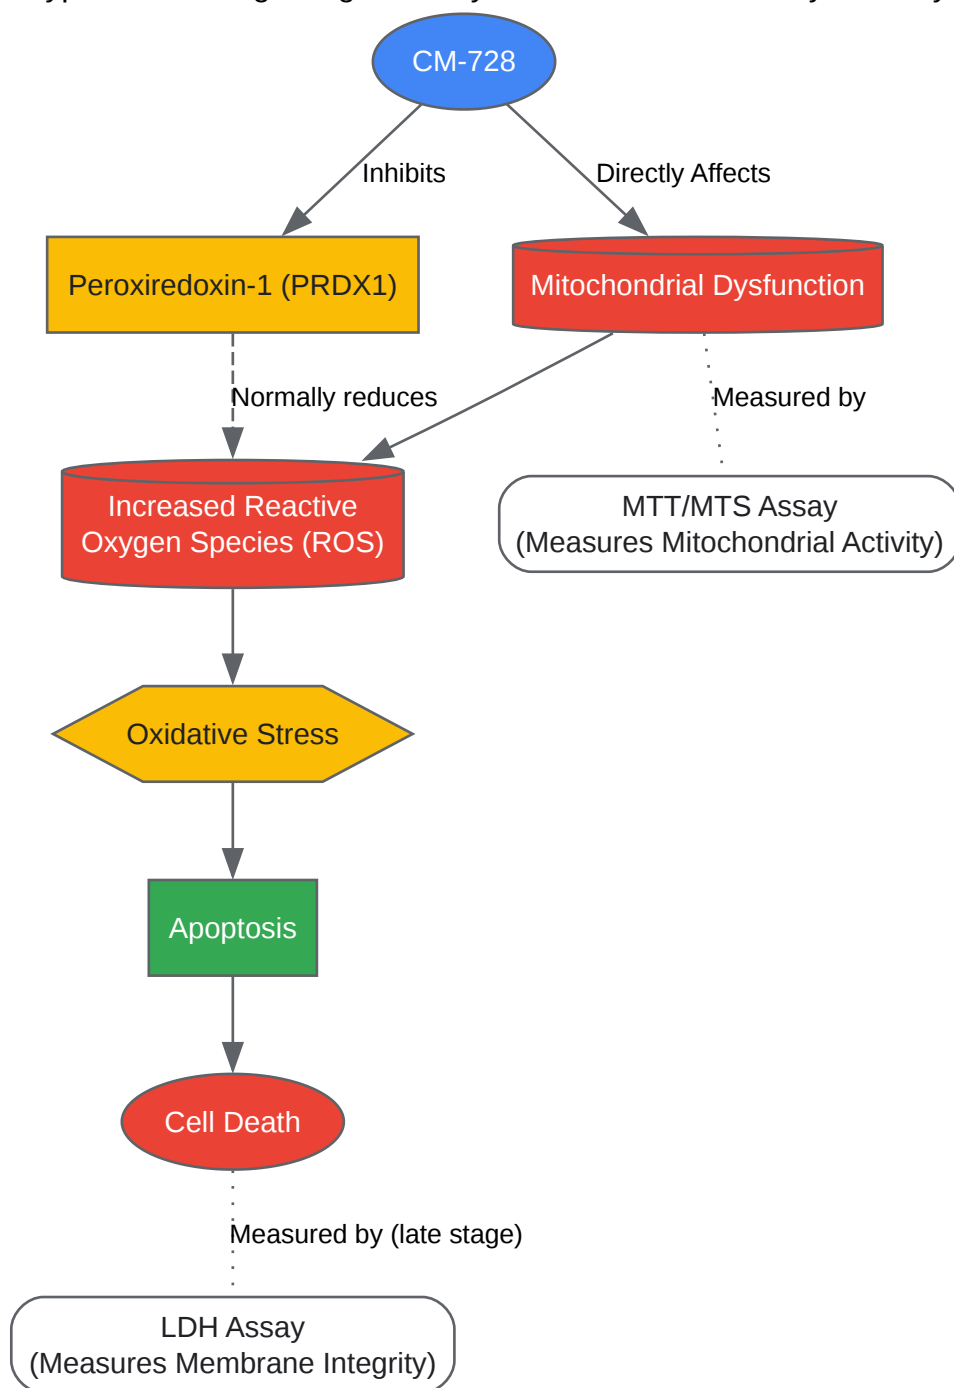 CM-728
Inhibits
Directly Affects
Peroxiredoxin-1 (PRDX1)
Mitochondrial Dysfunction
Normally reduces
Measured by
Increased Reactive
Oxygen Species (ROS)
MTT/MTS Assay
(Measures Mitochondrial Activity)
Oxidative Stress
Apoptosis
Cell Death
Measured by (late stage)
LDH Assay
(Measures Membrane Integrity)